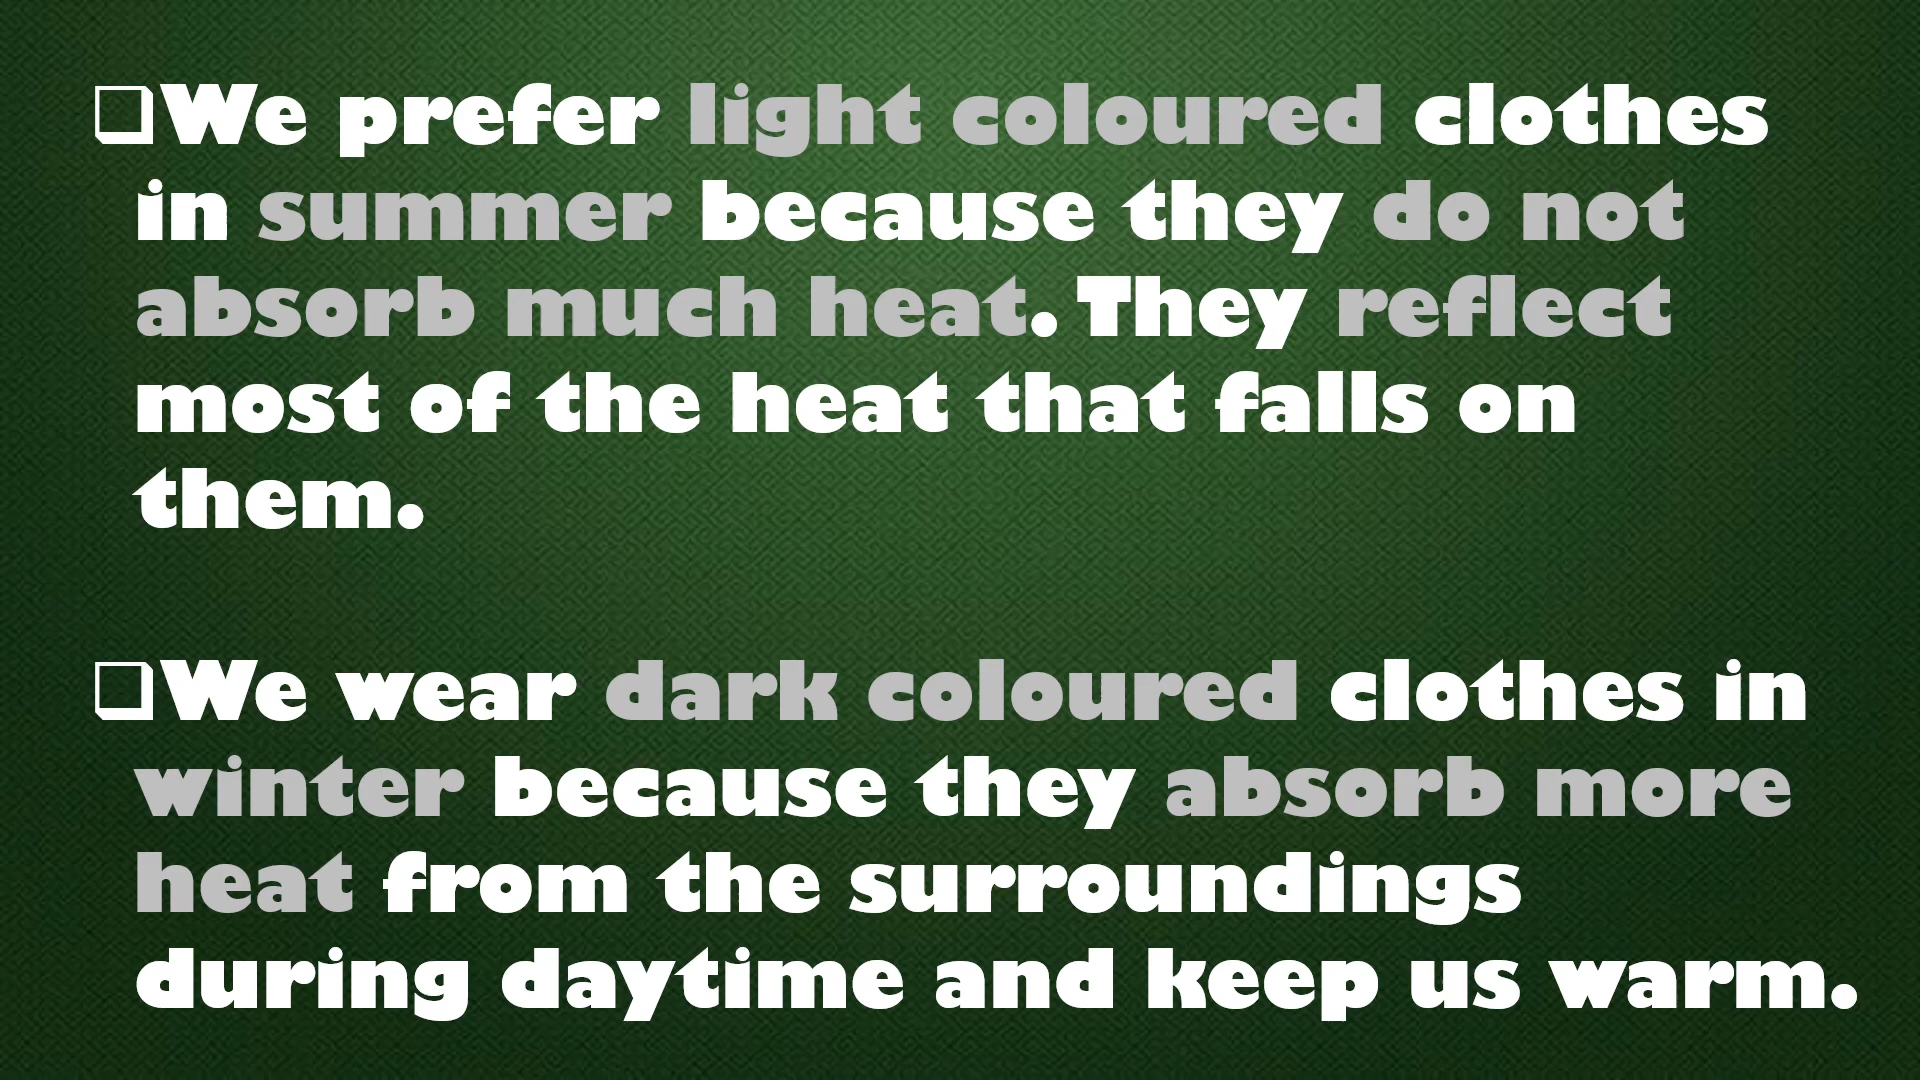 ❑We prefer light coloured clothes
in summer because they do not
absorb much heat. They reflect
most of the heat that falls on
them.
❑We wear dark coloured clothes in
winter because they absorb more
heat from the surroundings
during daytime and keep us warm.